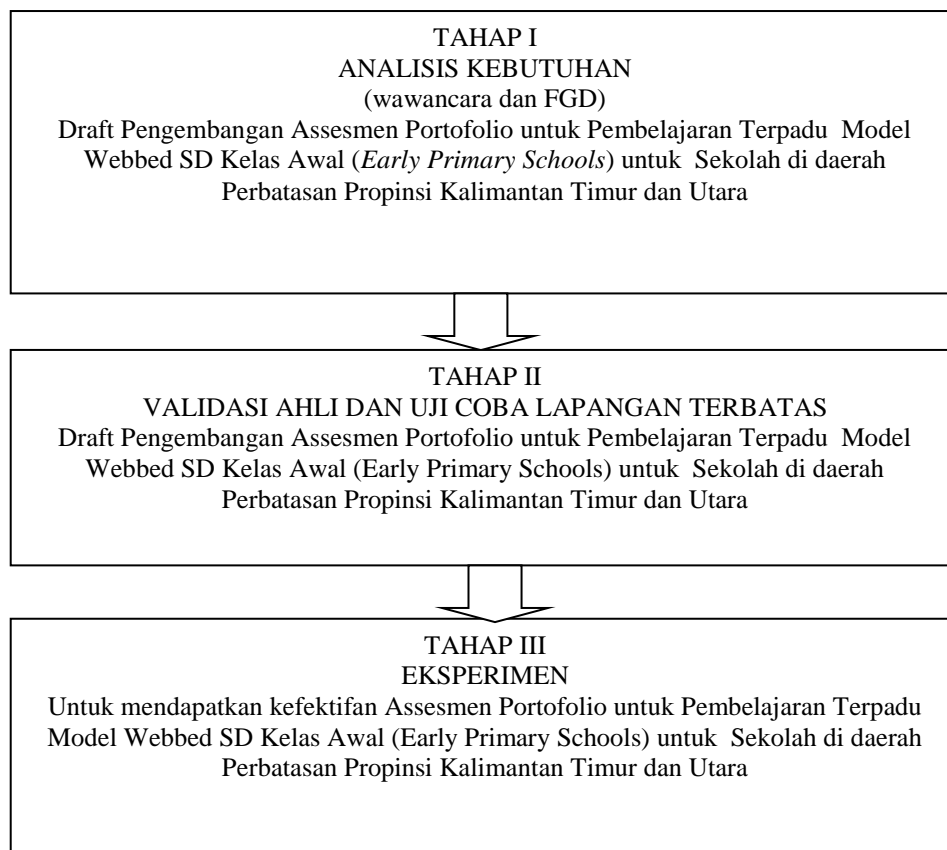 TAHAP I
ANALISIS KEBUTUHAN
(wawancara dan FGD)
Draft Pengembangan Assesmen Portofolio untuk Pembelajaran Terpadu Model
Webbed SD Kelas Awal (Early Primary Schools) untuk Sekolah di daerah
Perbatasan Propinsi Kalimantan Timur dan Utara
TAHAP II
VALIDASI AHLI DAN UJI COBA LAPANGAN TERBATAS
Draft Pengembangan Assesmen Portofolio untuk Pembelajaran Terpadu Model
Webbed SD Kelas Awal (Early Primary Schools) untuk Sekolah di daerah
Perbatasan Propinsi Kalimantan Timur dan Utara
TAHAP III
EKSPERIMEN
Untuk mendapatkan kefektifan Assesmen Portofolio untuk Pembelajaran Terpadu
Model Webbed SD Kelas Awal (Early Primary Schools) untuk Sekolah di daerah
Perbatasan Propinsi Kalimantan Timur dan Utara